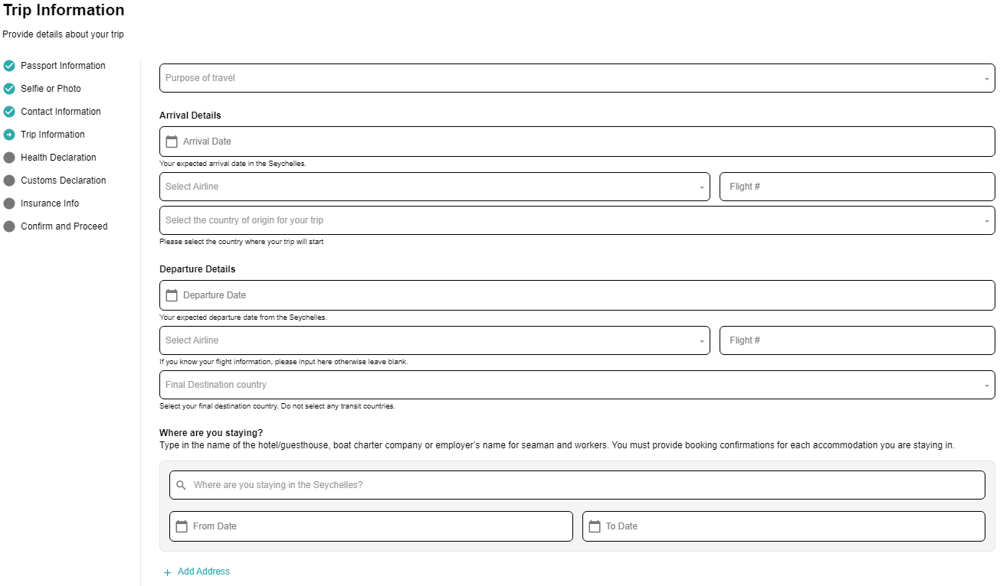 Trip Information
Provide details about your trip
Passport Information
Selfie or Photo
Contact Information
Trip Information
Health Declaration
Customs Declaration
Insurance Info
Confirm and Proceed
Purpose of travel
Arrival Details
Arrival Date
Your expected arrival date in the Seychelles.
Select Airline
Flight #
Select the country of origin for your trip
Please select the country where your trip will start
Departure Details
Departure Date
Your expected departure date from the Seychelles.
Select Airline
Flight #
If you know your flight information, please input here otherwise leave blank.
Final Destination country
Select your final destination country. Do not select any transit countries.
Where are you staying?
Type in the name of the hotel/guesthouse, boat charter company or employer’s name for seaman and workers. You must provide booking confirmations for each accommodation you are staying in.
Where are you staying in the Seychelles?
From Date
To Date
+ Add Address